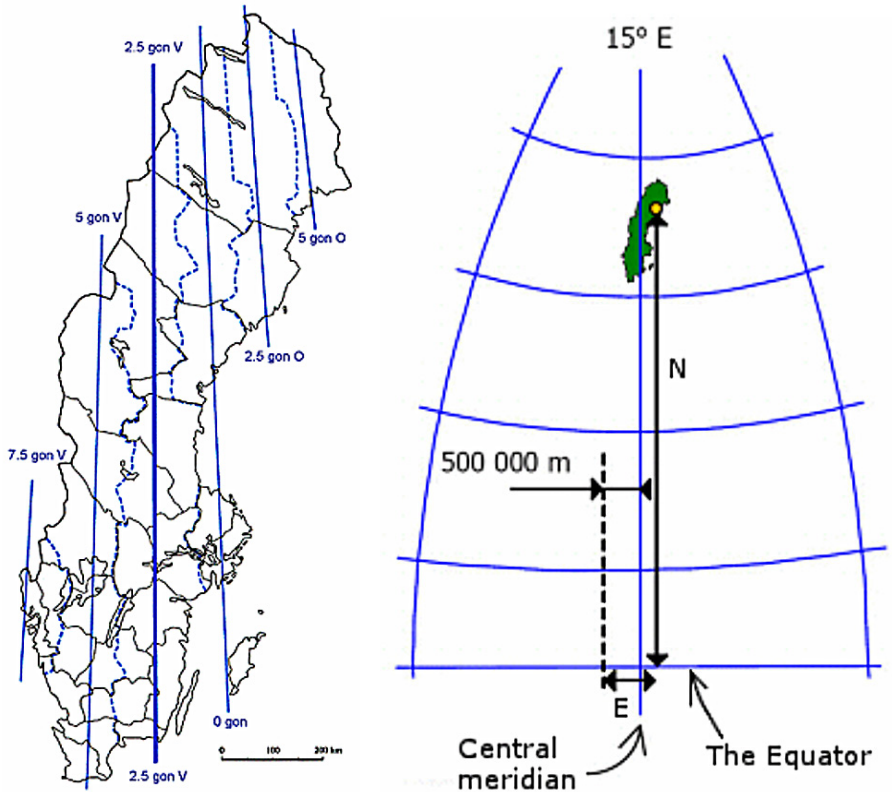 2.5 gon V
5 gon V
5 gon O
2.5 gon O
7.5 gon V
0 gon
2.5 gon V
0 100 200 km
15° E
N
500 000 m
E
Central
meridian
The Equator